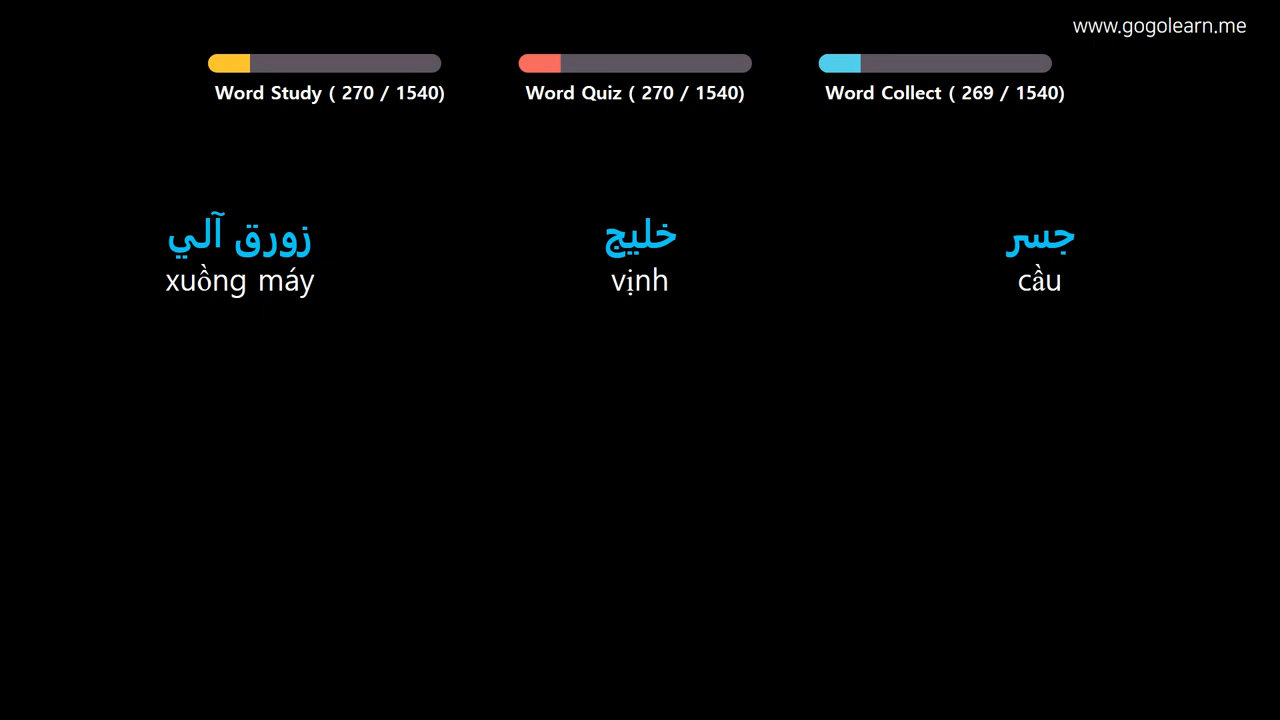 www.gogolearn.me
Word Study ( 270 / 1540)
Word Quiz ( 270 / 1540)
Word Collect ( 269 / 1540)
زورق آلي
xuồng máy
خليج
vịnh
جسر
cầu